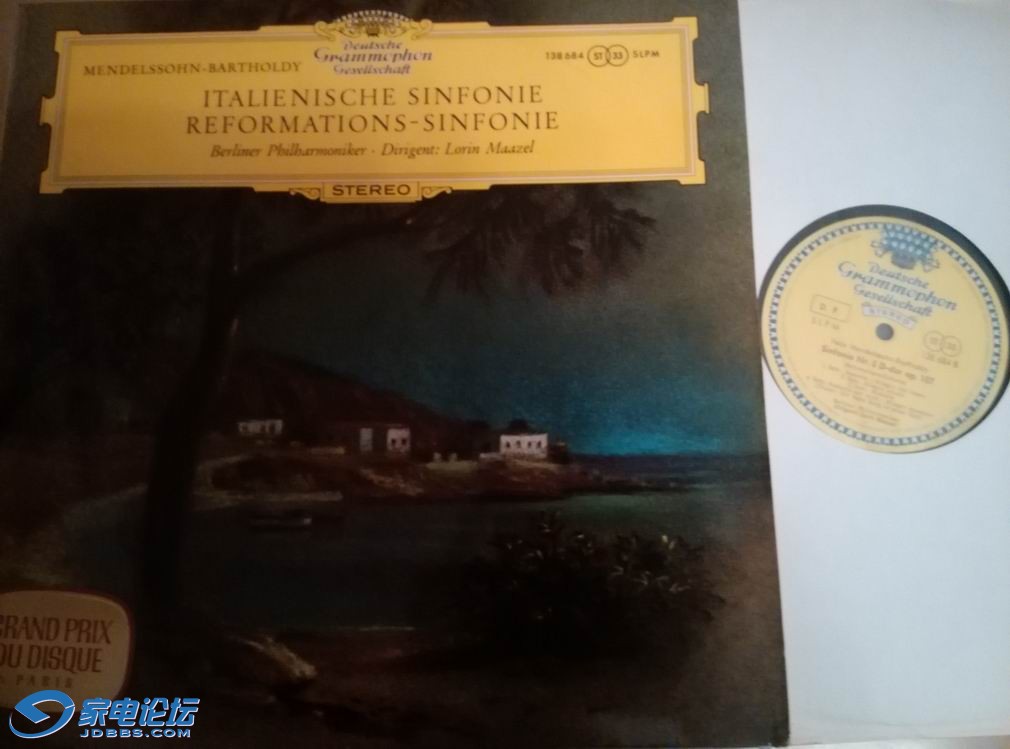 Deutsche
Grammophon
Gesellschaft
MENDELSSOHN-BARTHOLDY
138 684 ST 33 SLPM
ITALIENISCHE SINFONIE
REFORMATIONS-SINFONIE
Berliner Philharmoniker · Dirigent: Lorin Maazel
STEREO
GRAND PRIX
DU DISQUE
PARIS
Deutsche
Grammophon
Gesellschaft
STEREO
SLPM
家电论坛
JDBBS.COM